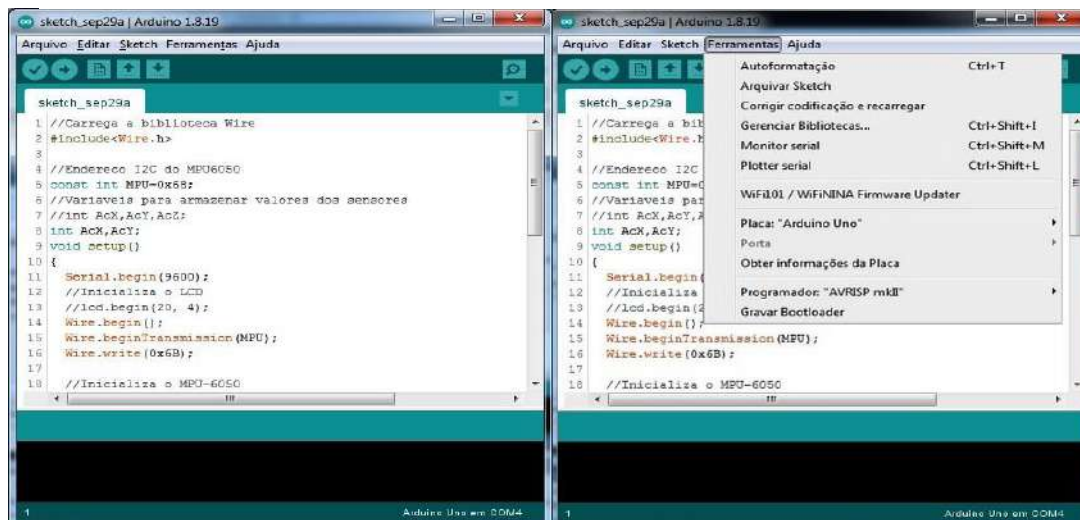 sketch_sep29a | Arduino 1.8.19
Arquivo Editar Sketch Ferramentas Ajuda
sketch_sep29a
1 //Carrega a biblioteca Wire
2 #include<Wire.h>
3
4 //Endereco I2C do MPU6050
5 const int MPU=0x68;
6 //Variaveis para armazenar valores dos sensores
7 //int AcX,AcY,AcZ;
8 int AcX,AcY;
9 void setup()
10 {
11 Serial.begin(9600);
12 //Inicializa o LCD
13 //lcd.begin(20, 4);
14 Wire.begin();
15 Wire.beginTransmission(MPU);
16 Wire.write(0x6B);
17
18 //Inicializa o MPU-6050
1
Arduino Uno em COM4
sketch_sep29a | Arduino 1.8.19
Arquivo Editar Sketch Ferramentas Ajuda
sketch_sep29a
1 //Carrega a bib
2 #include<Wire.h
3
4 //Endereco I2C
5 const int MPU=0
6 //Variaveis par
7 //int AcX,AcY,A
8 int AcX,AcY;
9 void setup()
10 {
11 Serial.begin(
12 //Inicializa
13 //lcd.begin(2
14 Wire.begin();
15 Wire.beginTransmission(MPU);
16 Wire.write(0x6B);
17
18 //Inicializa o MPU-6050
Autoformatação Ctrl+T
Arquivar Sketch
Corrigir codificação e recarregar
Gerenciar Bibliotecas... Ctrl+Shift+I
Monitor serial Ctrl+Shift+M
Plotter serial Ctrl+Shift+L
WiFi101 / WiFiNINA Firmware Updater
Placa: "Arduino Uno"
Porta
Obter informações da Placa
Programador: "AVRISP mkII"
Gravar Bootloader
1
Arduino Uno em COM4